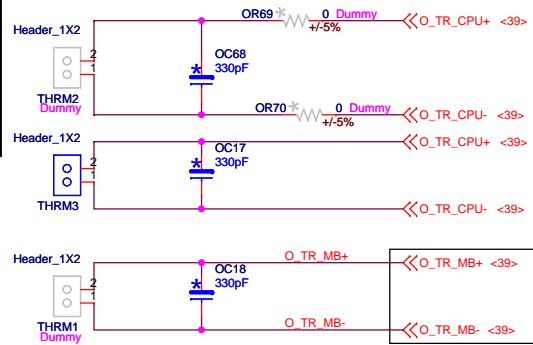 OR69 * 0 Dummy
+/-5%
O_TR_CPU+ <39>
Header_1X2
2
1
THRM2
Dummy
*
OC68
330pF
OR70 * 0 Dummy
+/-5%
O_TR_CPU- <39>
Header_1X2
2
1
THRM3
*
OC17
330pF
O_TR_CPU+ <39>
O_TR_CPU- <39>
Header_1X2
2
1
THRM1
Dummy
*
OC18
330pF
O_TR_MB+
O_TR_MB+ <39>
O_TR_MB-
O_TR_MB- <39>